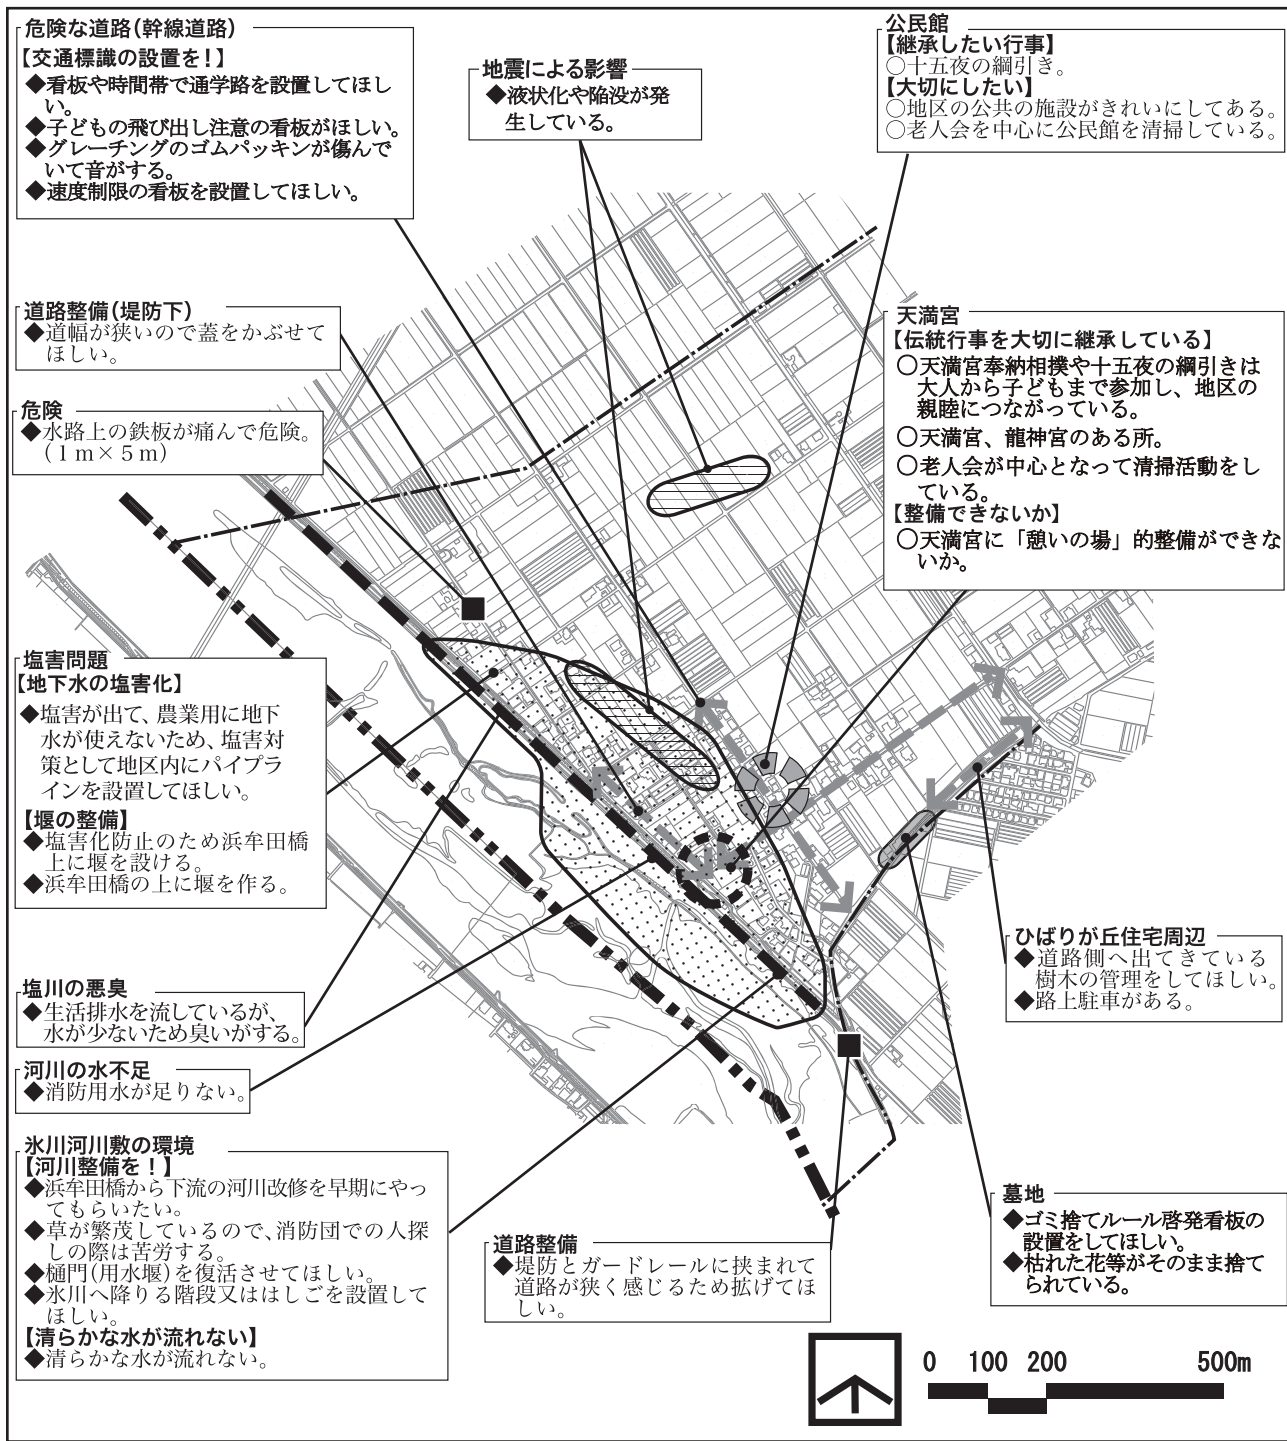 危険な道路(幹線道路)
【交通標識の設置を！】
◆看板や時間帯で通学路を設置してほし
い。
◆子どもの飛び出し注意の看板がほしい。
◆グレーチングのゴムパッキンが傷んで
いて音がする。
◆速度制限の看板を設置してほしい。
地震による影響
◆液状化や陥没が発
生している。
公民館
【継承したい行事】
○十五夜の綱引き。
【大切にしたい】
○地区の公共の施設がきれいにしてある。
○老人会を中心に公民館を清掃している。
道路整備(堤防下)
◆道幅が狭いので蓋をかぶせて
ほしい。
危険
◆水路上の鉄板が痛んで危険。
(１ｍ×５ｍ)
天満宮
【伝統行事を大切に継承している】
○天満宮奉納相撲や十五夜の綱引きは
大人から子どもまで参加し、地区の
親睦につながっている。
○天満宮、龍神宮のある所。
○老人会が中心となって清掃活動をし
ている。
【整備できないか】
○天満宮に「憩いの場」的整備ができな
いか。
塩害問題
【地下水の塩害化】
◆塩害が出て、農業用に地下
水が使えないため、塩害対
策として地区内にパイプラ
インを設置してほしい。
【堰の整備】
◆塩害化防止のため浜牟田橋
上に堰を設ける。
◆浜牟田橋の上に堰を作る。
塩川の悪臭
◆生活排水を流しているが、
水が少ないため臭いがする。
河川の水不足
◆消防用水が足りない。
氷川河川敷の環境
【河川整備を！】
◆浜牟田橋から下流の河川改修を早期にやっ
てもらいたい。
◆草が繁茂しているので、消防団での人探
しの際は苦労する。
◆樋門(用水堰)を復活させてほしい。
◆氷川へ降りる階段又ははしごを設置して
ほしい。
【清らかな水が流れない】
◆清らかな水が流れない。
道路整備
◆堤防とガードレールに挟まれて
道路が狭く感じるため拡げてほ
しい。
ひばりが丘住宅周辺
◆道路側へ出てきている
樹木の管理をしてほしい。
◆路上駐車がある。
墓地
◆ゴミ捨てルール啓発看板の
設置をしてほしい。
◆枯れた花等がそのまま捨て
られている。
0 100 200 500m